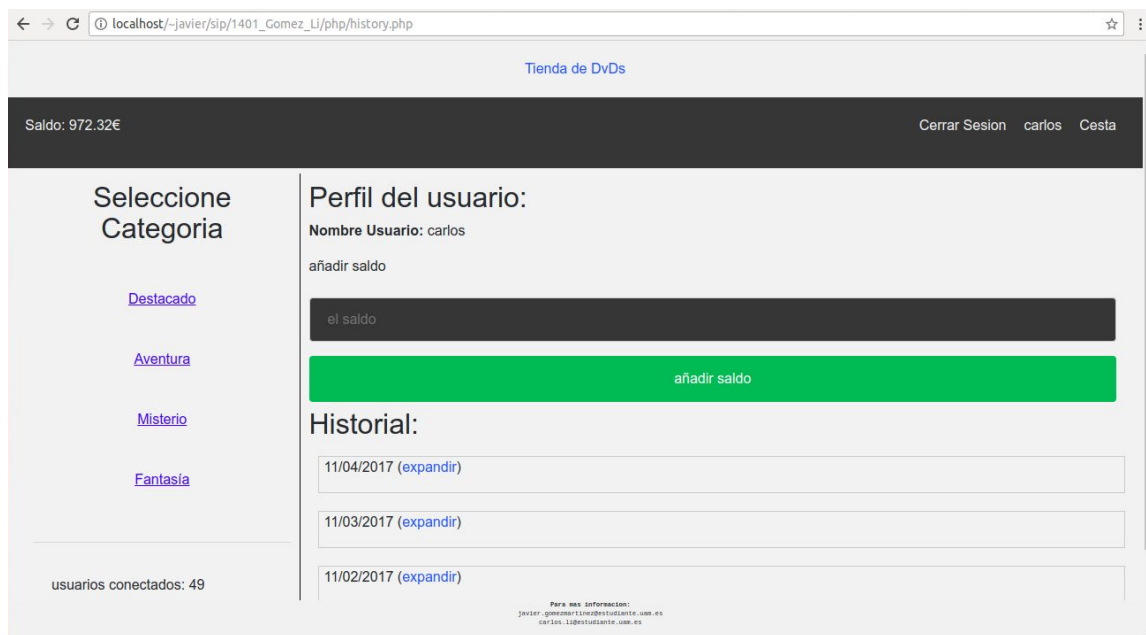 localhost/~javier/sip/1401_Gomez_Li/php/history.php
Tienda de DvDs
Saldo: 972.32€
Cerrar Sesion carlos Cesta
Seleccione
Categoria
Destacado
Aventura
Misterio
Fantasía
usuarios conectados: 49
Perfil del usuario:
Nombre Usuario: carlos
añadir saldo
el saldo
añadir saldo
Historial:
11/04/2017 (expandir)
11/03/2017 (expandir)
11/02/2017 (expandir)
Para mas informacion:
javier.gomezmartinez@estudiante.uam.es
carlos.li@estudiante.uam.es